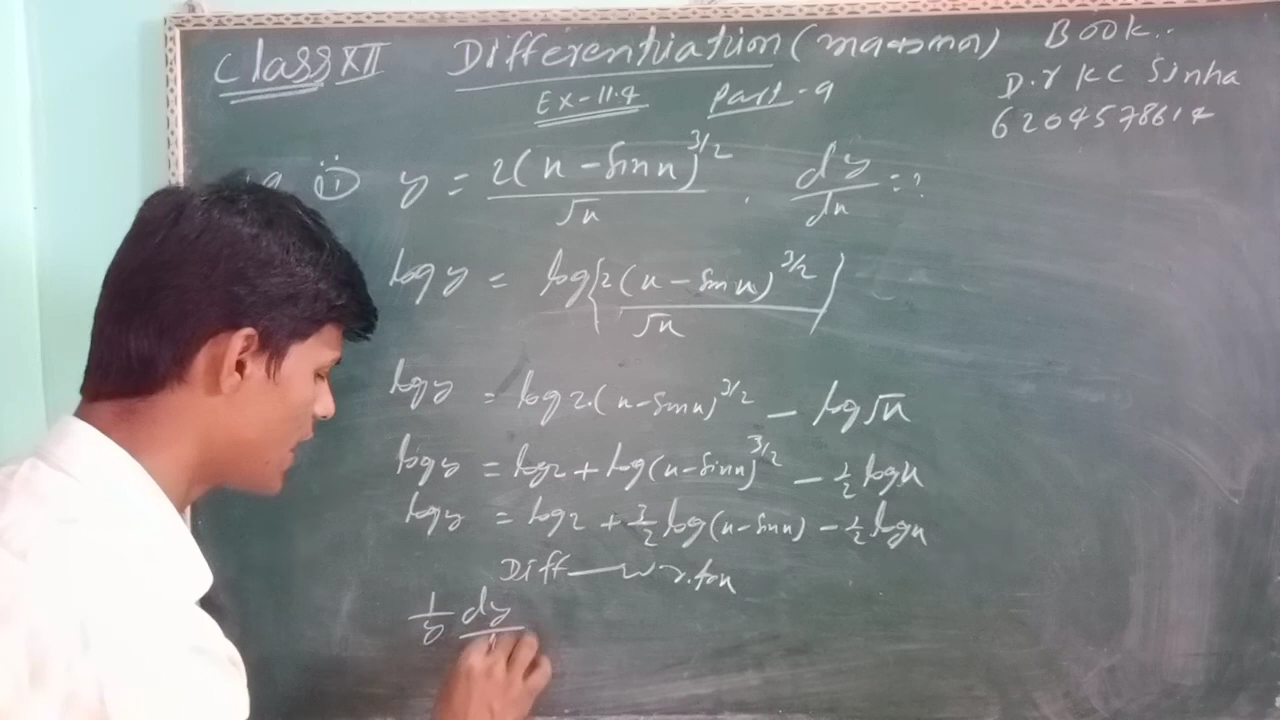 Class XII Differentiation ( ) Book..
Ex-11.4 Part-9 D.r KC Sinha
6204578614
(i) y = 2(x - sin x)^3/2 / √x . dy/dx = ?
log y = log{2(x - sin x)^3/2 / √x}
log y = log 2.(x - sin x)^3/2 - log √x
log y = log 2 + log(x - sin x)^3/2 - 1/2 log x
log y = log 2 + 3/2 log(x - sin x) - 1/2 log x
Diff — w.r.to x
1/y dy